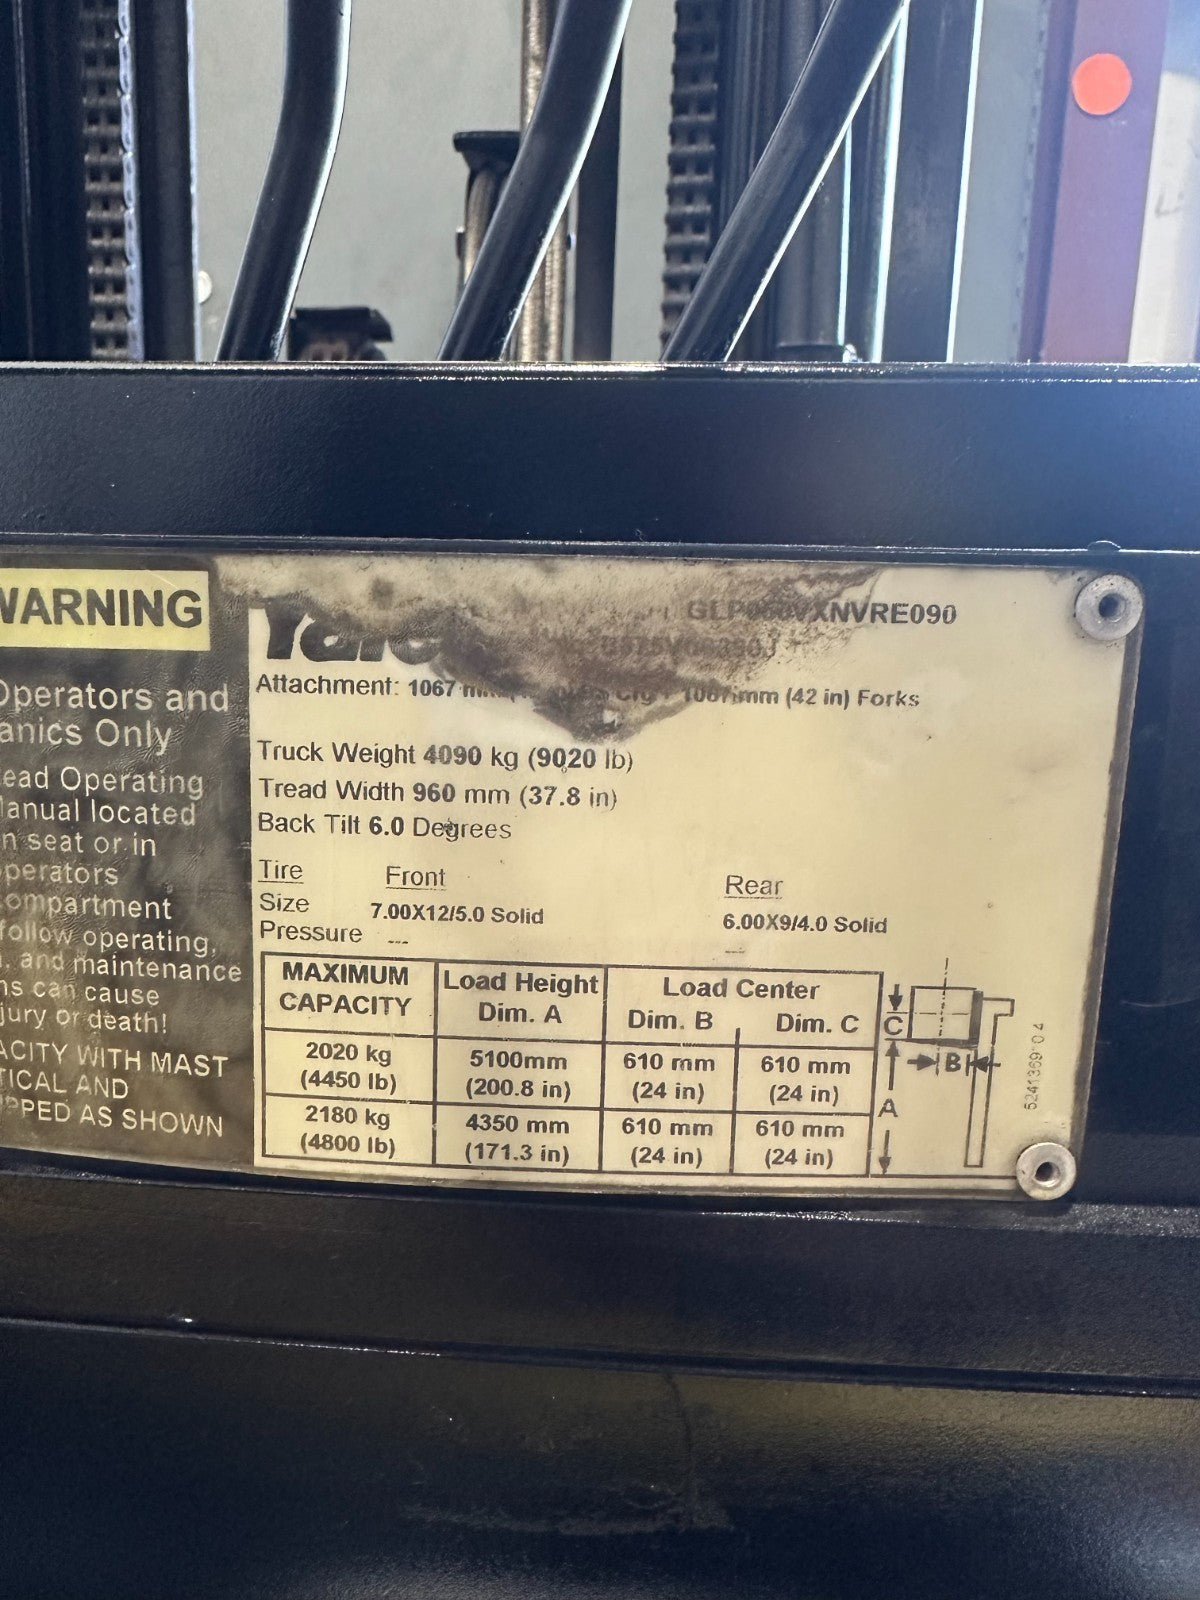 WARNING
Operators and
anics Only
ead Operating
Manual located
n seat or in
perators
ompartment
follow operating,
, and maintenance
ns can cause
jury or death!
ACITY WITH MAST
TICAL AND
PPED AS SHOWN
Yale
XNVRE090
Attachment: 1067 1067mm (42 in) Forks
Truck Weight 4090 kg (9020 lb)
Tread Width 960 mm (37.8 in)
Back Tilt 6.0 Degrees
Tire Front Rear
Size 7.00X12/5.0 Solid 6.00X9/4.0 Solid
Pressure --- ---
MAXIMUM CAPACITY Load Height Dim. A Load Center Dim. B Dim. C
2020 kg 5100mm 610 mm 610 mm
(4450 lb) (200.8 in) (24 in) (24 in)
2180 kg 4350 mm 610 mm 610 mm
(4800 lb) (171.3 in) (24 in) (24 in)
C
B
A